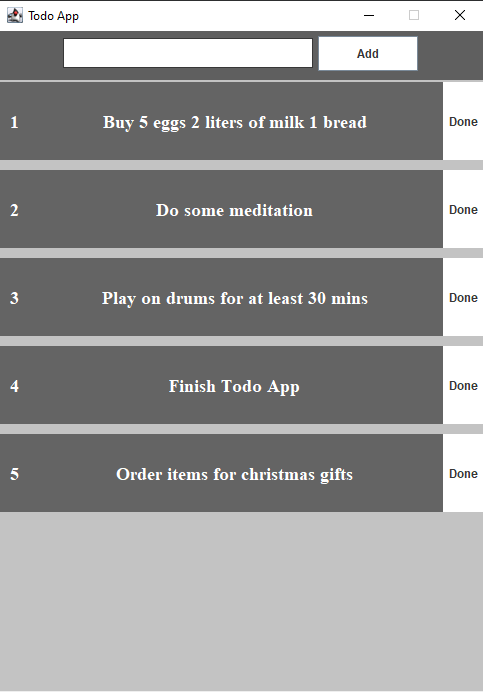 Todo App
Add
1 Buy 5 eggs 2 liters of milk 1 bread Done
2 Do some meditation Done
3 Play on drums for at least 30 mins Done
4 Finish Todo App Done
5 Order items for christmas gifts Done